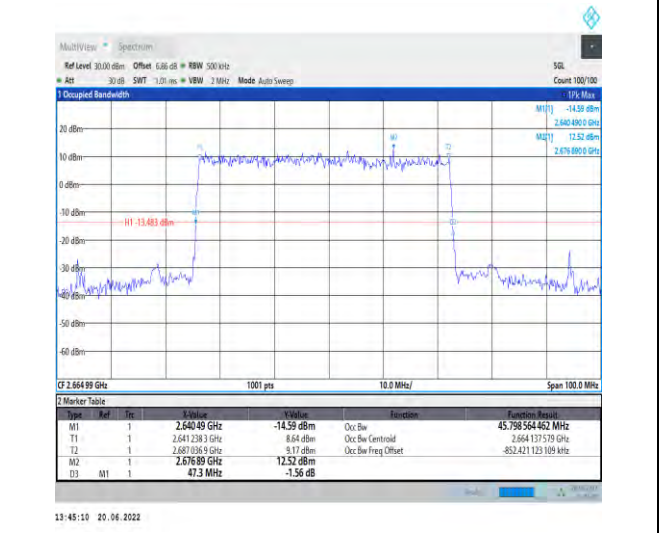 MultiView Spectrum
Ref Level 30.00 dBm Offset 6.86 dB RBW 500 kHz SGL
Att 30 dB SWT 1.01 ms VBW 2 MHz Mode Auto Sweep Count 100/100
1 Occupied Bandwidth 1Pk Max
M1[1] -14.59 dBm
2.640 490 0 GHz
20 dBm
M2[1] 12.52 dBm
2.676 890 0 GHz
M2
T1
T2
10 dBm
0 dBm
-10 dBm
M1
D3
H1 -13.483 dBm
-20 dBm
-30 dBm
-40 dBm
-50 dBm
-60 dBm
CF 2.664 99 GHz 1001 pts 10.0 MHz/ Span 100.0 MHz
2 Marker Table
Type Ref Trc X-Value Y-Value Function Function Result
M1 1 2.640 49 GHz -14.59 dBm Occ Bw 45.798 564 462 MHz
T1 1 2.641 238 3 GHz 8.64 dBm Occ Bw Centroid 2.664 137 579 GHz
T2 1 2.687 036 9 GHz 9.17 dBm Occ Bw Freq Offset -852.421 123 109 kHz
M2 1 2.676 89 GHz 12.52 dBm
D3 M1 1 47.3 MHz -1.56 dB
13:45:10 20.06.2022